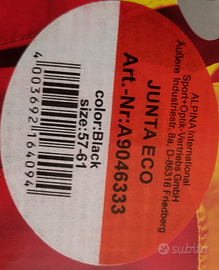 ALPINA International
Sport+Optik-Vertriebs GmbH
Äußere Industriestr. 8a, D-86316 Friedberg
JUNTA ECO
Art.-Nr:A9046333
color:Black
size:57-61
4003692164094
subito